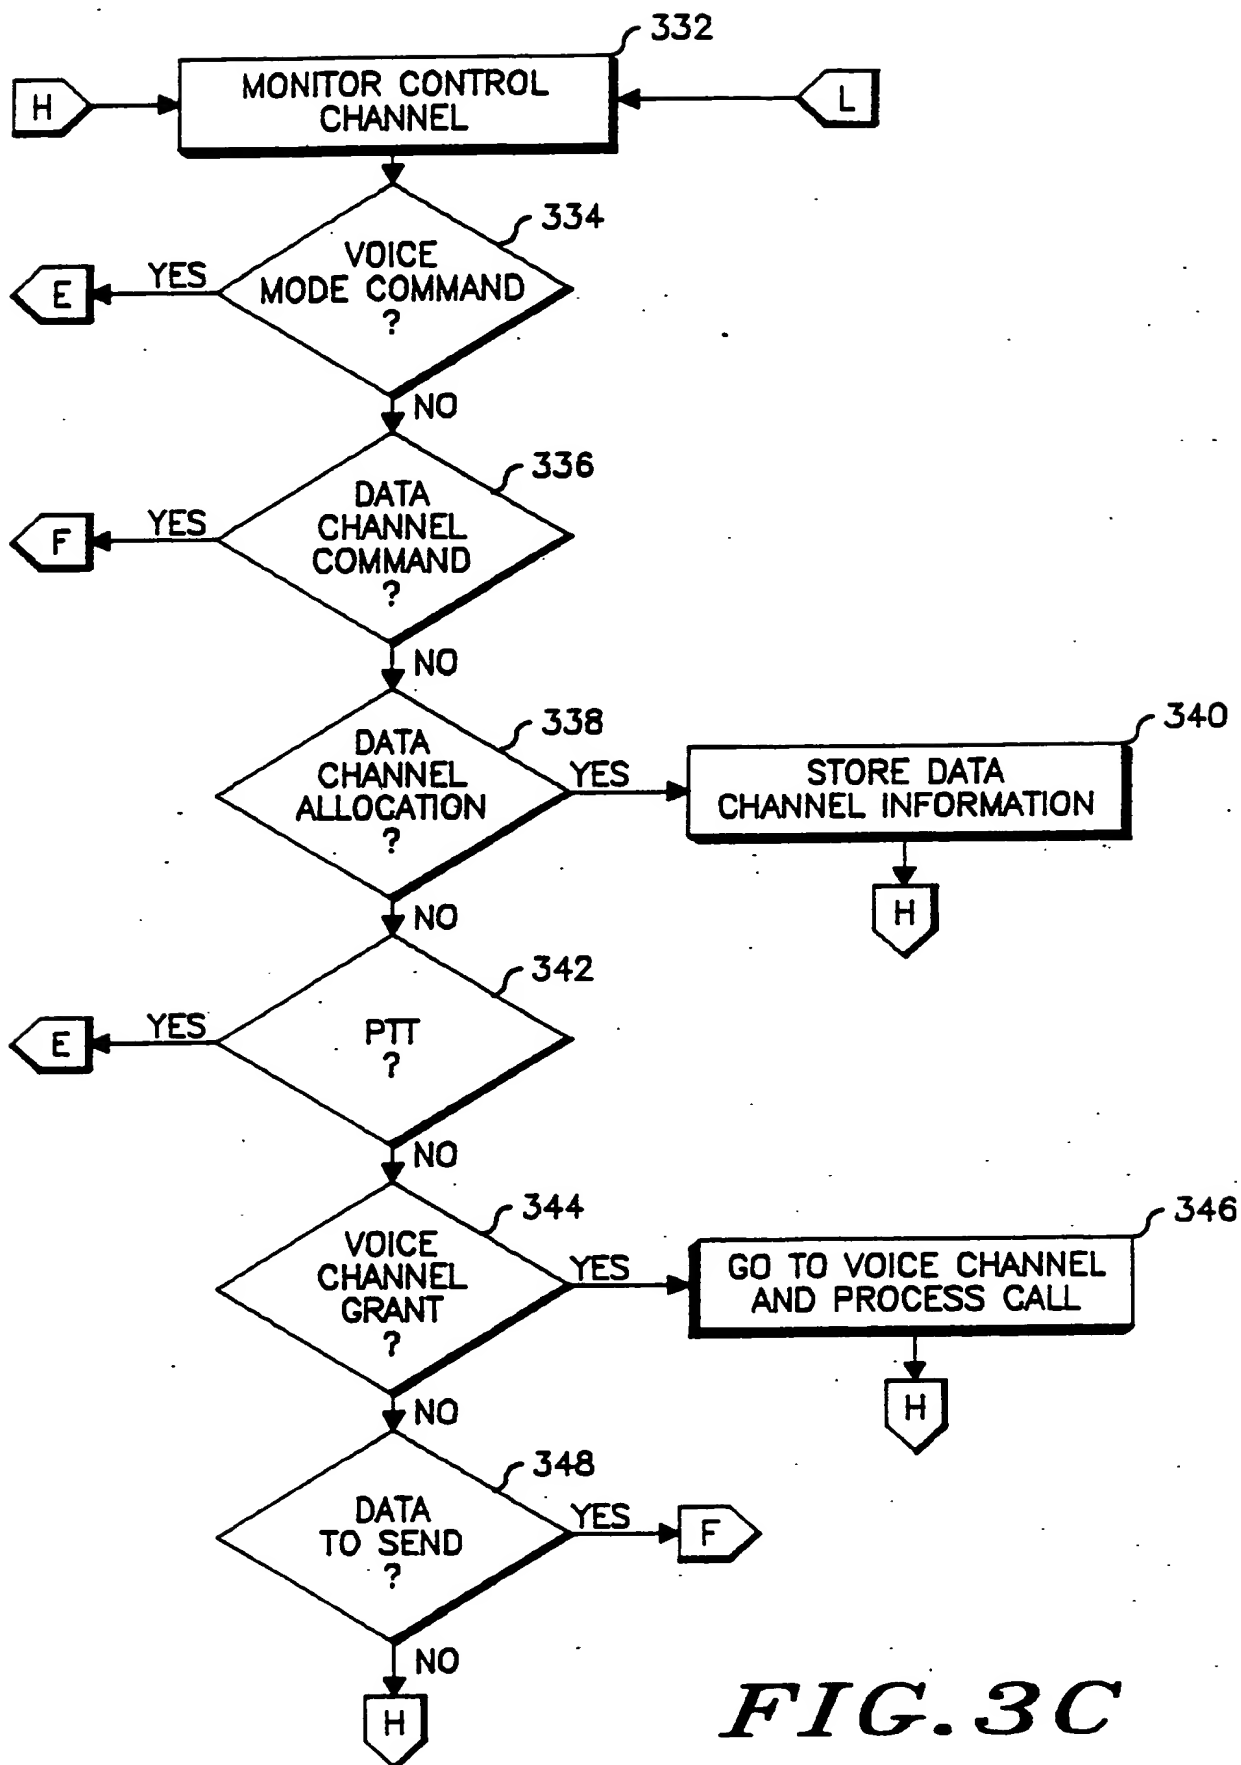 332
H
MONITOR CONTROL
CHANNEL
L
334
VOICE
MODE COMMAND
?
YES
E
NO
336
DATA
CHANNEL
COMMAND
?
YES
F
NO
338
DATA
CHANNEL
ALLOCATION
?
YES
340
STORE DATA
CHANNEL INFORMATION
H
NO
342
PTT
?
YES
E
NO
344
VOICE
CHANNEL
GRANT
?
YES
346
GO TO VOICE CHANNEL
AND PROCESS CALL
H
NO
348
DATA
TO SEND
?
YES
F
NO
H
FIG.3C